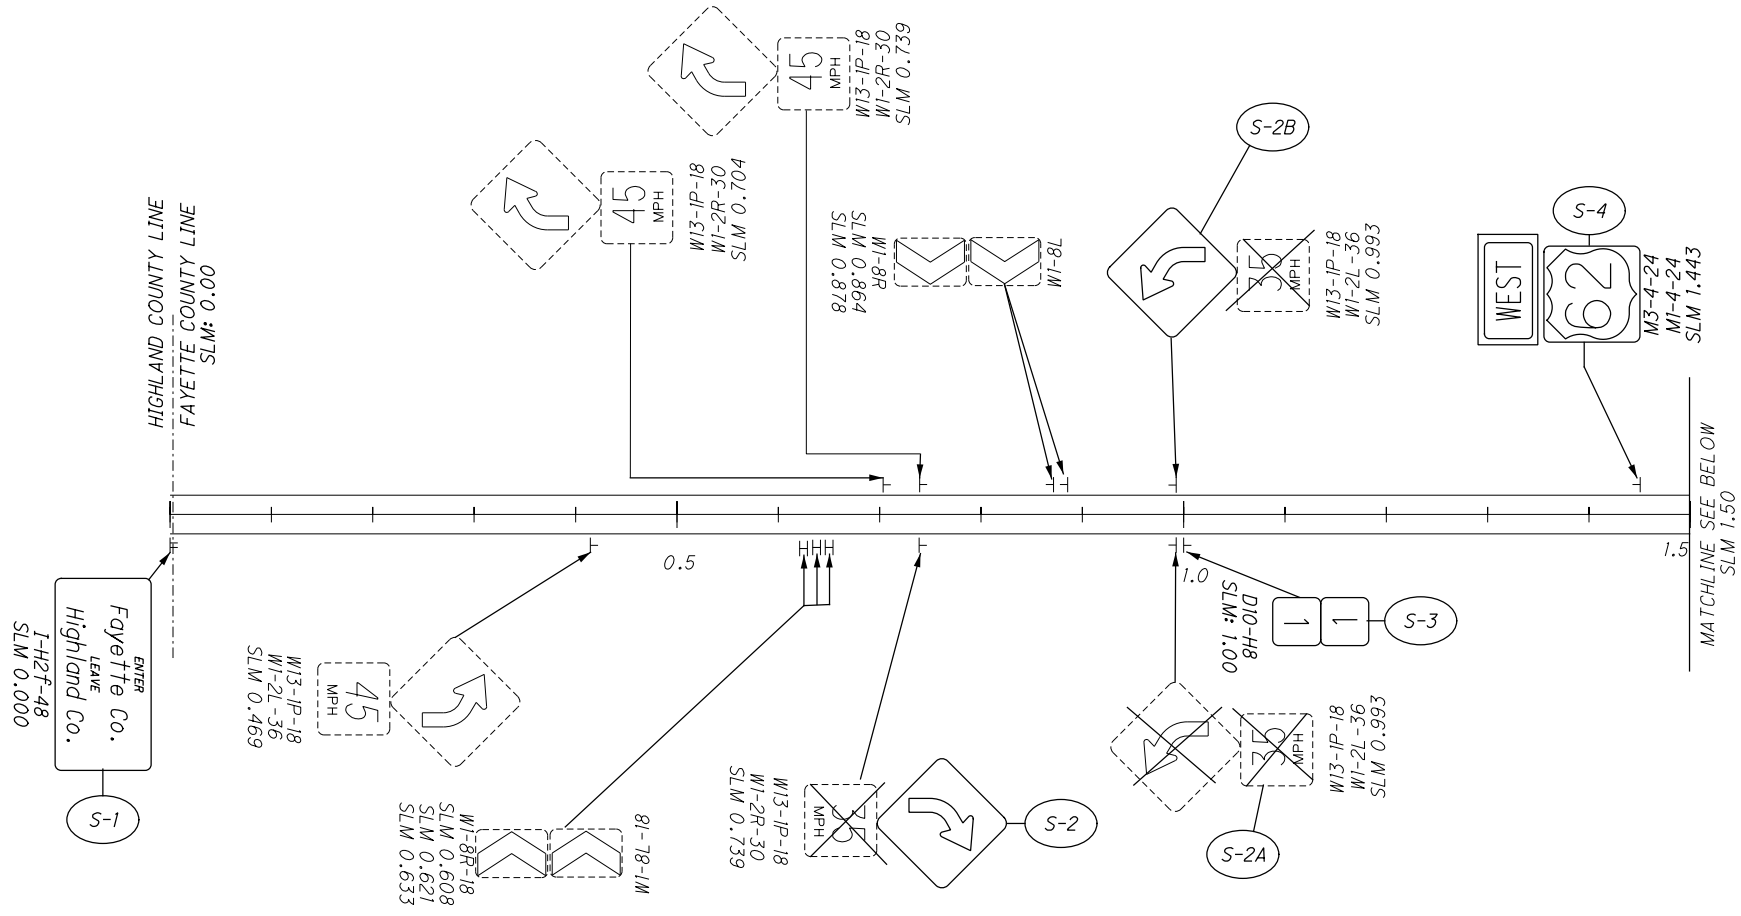 HIGHLAND COUNTY LINE
FAYETTE COUNTY LINE
SLM: 0.00
45
MPH
W13-1P-18
W1-2R-30
SLM 0.704
45
MPH
W13-1P-18
W1-2R-30
SLM 0.739
W1-8L
W1-8R
SLM 0.864
SLM 0.878
S-2B
35
MPH
W13-1P-18
W1-2L-36
SLM 0.993
S-4
WEST
62
M3-4-24
M1-4-24
SLM 1.443
MATCHLINE SEE BELOW
SLM 1.50
0.5
1.0
1.5
ENTER
Fayette Co.
LEAVE
Highland Co.
I-H2f-48
SLM 0.000
S-1
45
MPH
W13-1P-18
W1-2L-36
SLM 0.469
W1-8L-18
W1-8R-18
SLM 0.608
SLM 0.621
SLM 0.633
35
MPH
W13-1P-18
W1-2R-30
SLM 0.739
S-2
1
1
S-3
D10-H8
SLM: 1.00
35
MPH
W13-1P-18
W1-2L-36
SLM 0.993
S-2A